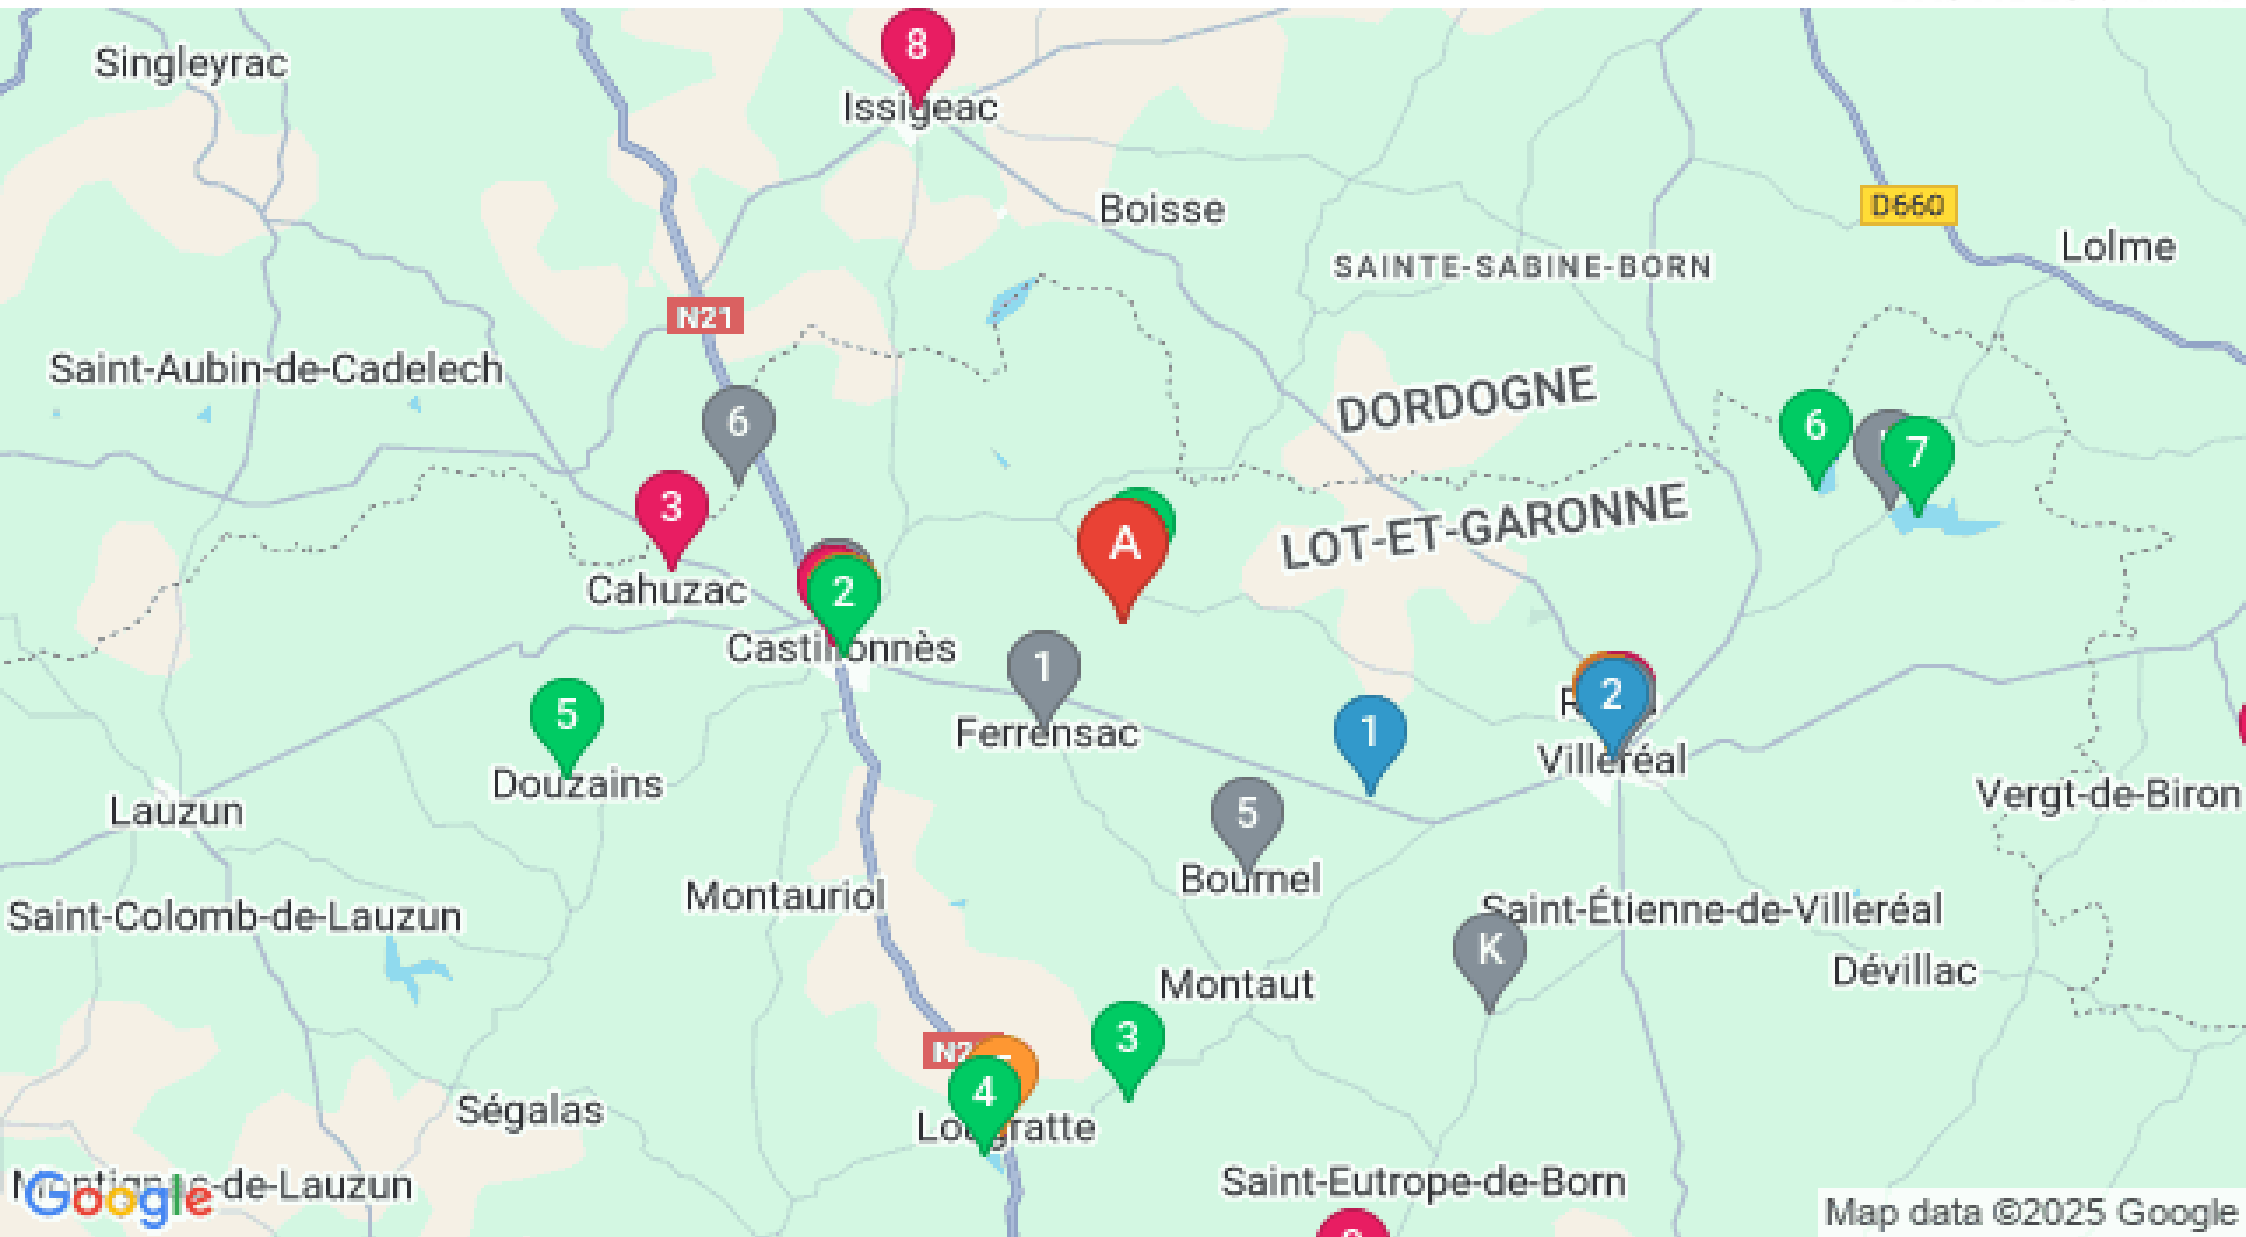 8
Singleyrac
Issigeac
Boisse
D660
Lolme
SAINTE-SABINE-BORN
N21
Saint-Aubin-de-Cadelech
DORDOGNE
6
6
7
3
LOT-ET-GARONNE
A
Cahuzac
2
Castillonnès
1
2
5
1
Ferrensac
Villeréal
Douzains
Vergt-de-Biron
Lauzun
5
Bournel
Montauriol
Saint-Étienne-de-Villeréal
Saint-Colomb-de-Lauzun
K
Dévillac
Montaut
3
4
Ségalas
Lougratte
Saint-Eutrope-de-Born
Google
Map data ©2025 Google